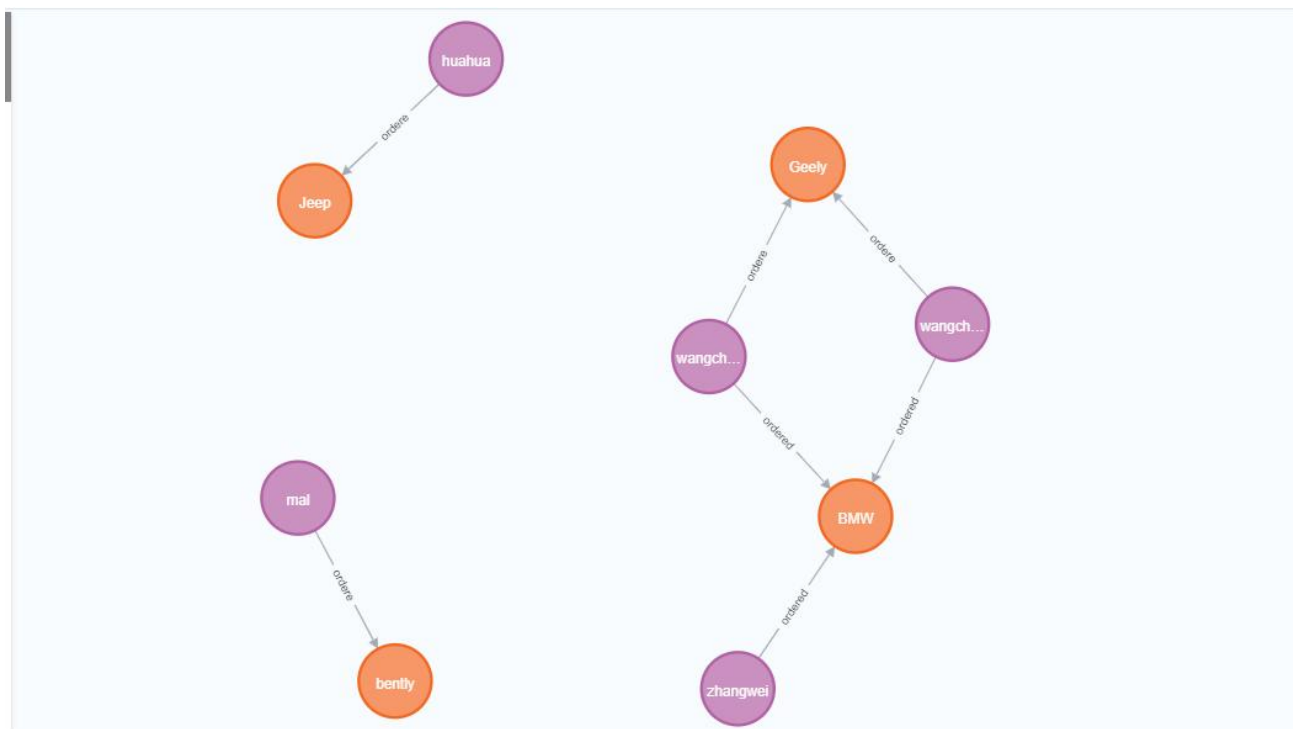 huahua
ordere
Jeep
Geely
ordere
ordere
wangch...
wangch...
ordered
ordered
mal
ordere
BMW
ordered
bently
zhangwei